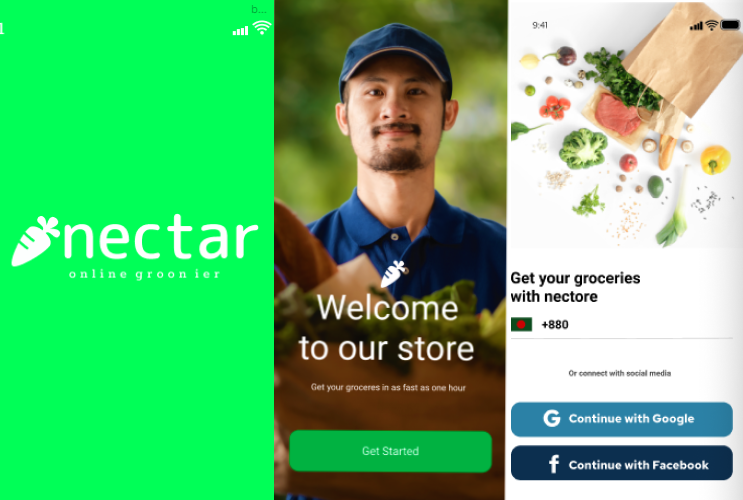 b...
nectar
online groon ier
Welcome
to our store
Get your groceres in as fast as one hour
Get Started
9:41
Get your groceries
with nectore
+880
Or connect with social media
G Continue with Google
f Continue with Facebook